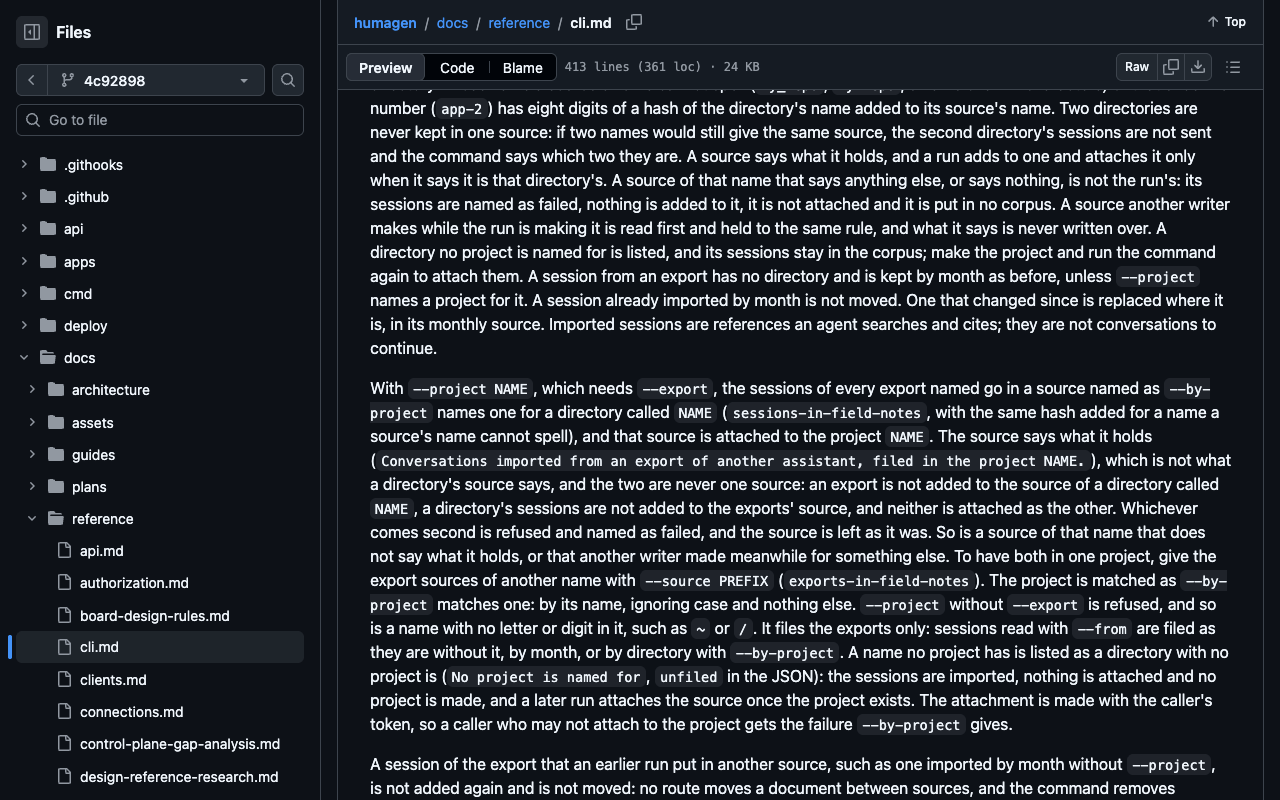 Files
humagen / docs / reference / cli.md
Top
4c92898
Preview
Code
Blame
413 lines (361 loc) · 24 KB
Raw
Go to file
.githooks
.github
api
apps
cmd
deploy
docs
architecture
assets
guides
plans
reference
api.md
authorization.md
board-design-rules.md
cli.md
clients.md
connections.md
control-plane-gap-analysis.md
design-reference-research.md
number ( app-2 ) has eight digits of a hash of the directory's name added to its source's name. Two directories are
never kept in one source: if two names would still give the same source, the second directory's sessions are not sent
and the command says which two they are. A source says what it holds, and a run adds to one and attaches it only
when it says it is that directory's. A source of that name that says anything else, or says nothing, is not the run's: its
sessions are named as failed, nothing is added to it, it is not attached and it is put in no corpus. A source another writer
makes while the run is making it is read first and held to the same rule, and what it says is never written over. A
directory no project is named for is listed, and its sessions stay in the corpus; make the project and run the command
again to attach them. A session from an export has no directory and is kept by month as before, unless --project
names a project for it. A session already imported by month is not moved. One that changed since is replaced where it
is, in its monthly source. Imported sessions are references an agent searches and cites; they are not conversations to
continue.
With --project NAME , which needs --export , the sessions of every export named go in a source named as --by-
project names one for a directory called NAME ( sessions-in-field-notes , with the same hash added for a name a
source's name cannot spell), and that source is attached to the project NAME . The source says what it holds
( Conversations imported from an export of another assistant, filed in the project NAME. ), which is not what
a directory's source says, and the two are never one source: an export is not added to the source of a directory called
NAME , a directory's sessions are not added to the exports' source, and neither is attached as the other. Whichever
comes second is refused and named as failed, and the source is left as it was. So is a source of that name that does
not say what it holds, or that another writer made meanwhile for something else. To have both in one project, give the
export sources of another name with --source PREFIX ( exports-in-field-notes ). The project is matched as --by-
project matches one: by its name, ignoring case and nothing else. --project without --export is refused, and so
is a name with no letter or digit in it, such as ~ or / . It files the exports only: sessions read with --from are filed as
they are without it, by month, or by directory with --by-project . A name no project has is listed as a directory with no
project is ( No project is named for , unfiled in the JSON): the sessions are imported, nothing is attached and no
project is made, and a later run attaches the source once the project exists. The attachment is made with the caller's
token, so a caller who may not attach to the project gets the failure --by-project gives.
A session of the export that an earlier run put in another source, such as one imported by month without --project ,
is not added again and is not moved: no route moves a document between sources, and the command removes